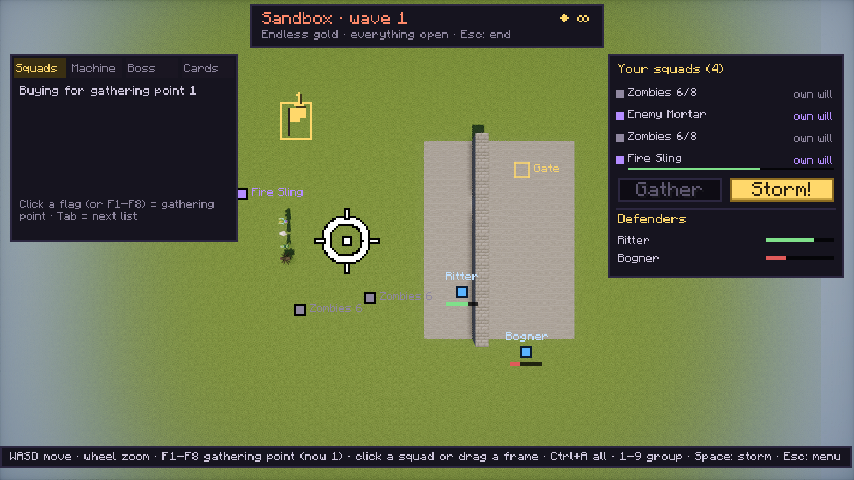 Sandbox · wave 1
Endless gold · everything open · Esc: end
Squads Machine Boss Cards
Buying for gathering point 1
Click a flag (or F1-F8) = gathering
point · Tab = next list
1
Your squads (4)
Zombies 6/8 own will
Enemy Mortar own will
Zombies 6/8 own will
Fire Sling own will
Gather Storm!
Defenders
Ritter
Bogner
Gate
Fire Sling
Ritter
Bogner
WASD move · wheel zoom · F1-F8 gathering point (now 1) · click a squad or drag a frame · Ctrl+A all · 1-9 group · Space: storm · Esc: menu